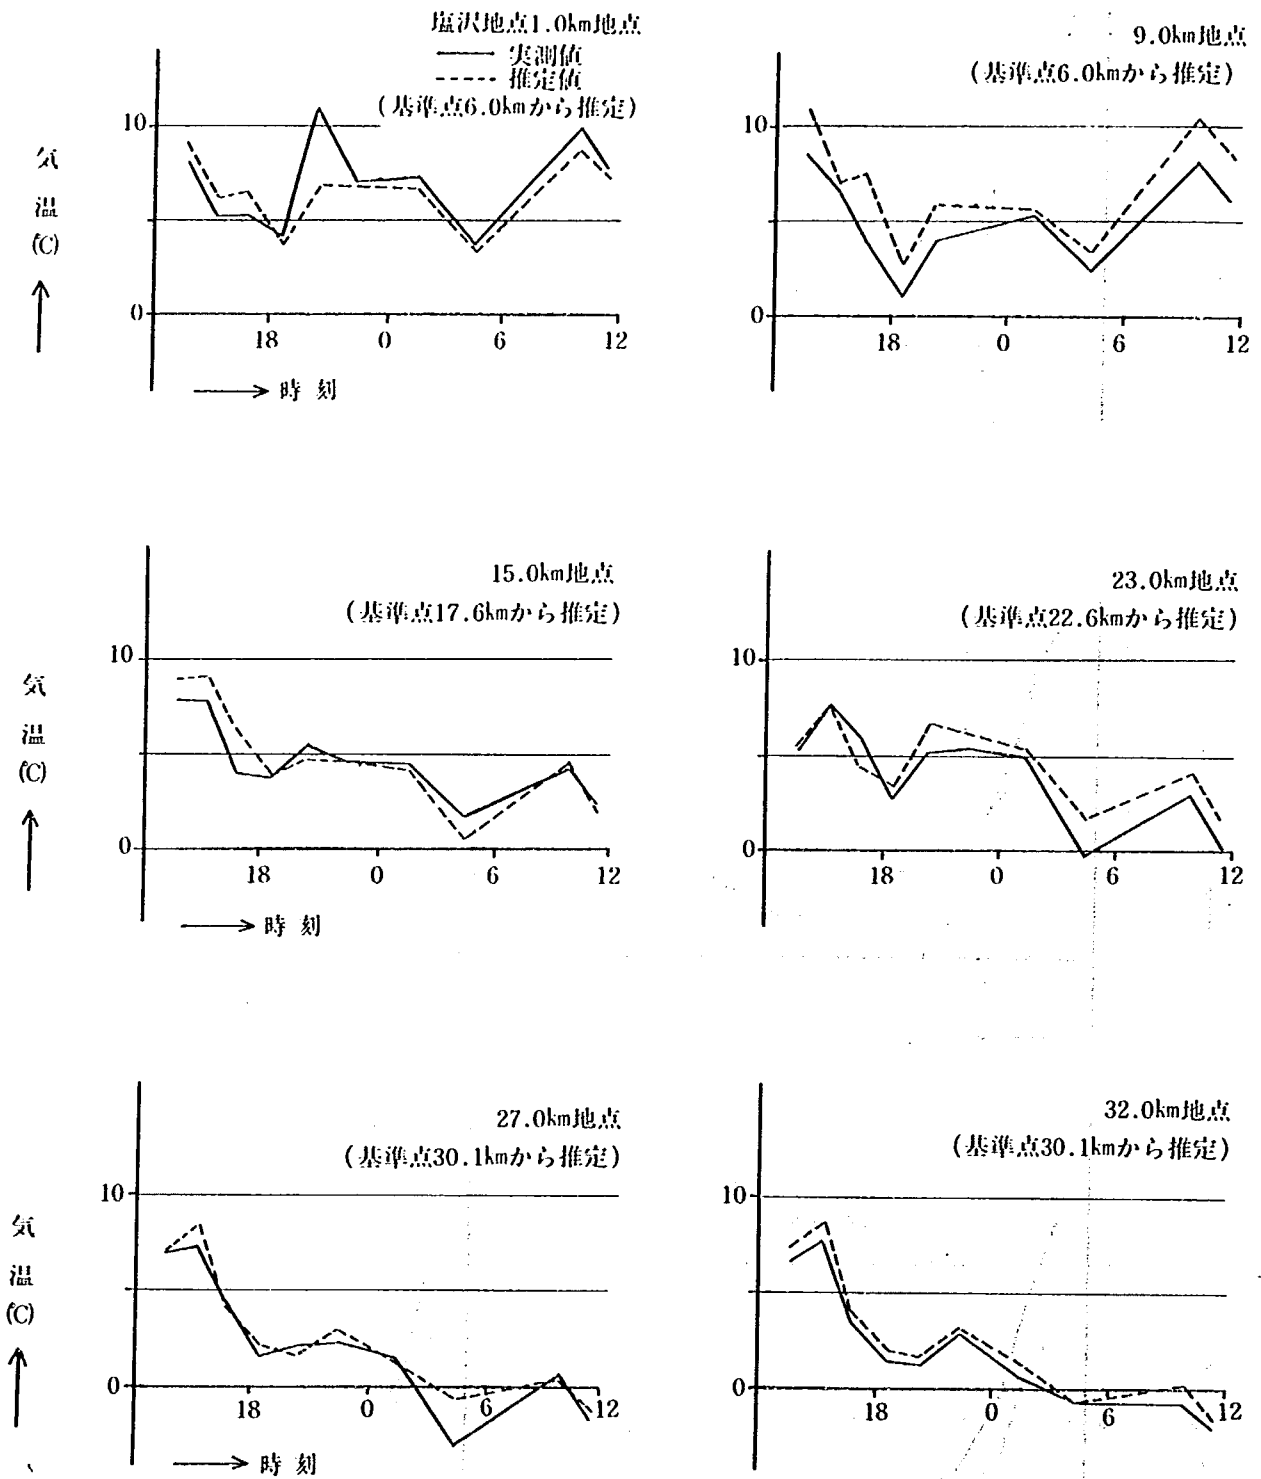 塩沢地点1.0km地点
実測値
推定値
(基準点6.0kmから推定)
10
0
気温(℃)
18 0 6 12
時刻
9.0km地点
(基準点6.0kmから推定)
10
0
18 0 6 12
15.0km地点
(基準点17.6kmから推定)
10
0
気温(℃)
18 0 6 12
時刻
23.0km地点
(基準点22.6kmから推定)
10
0
18 0 6 12
27.0km地点
(基準点30.1kmから推定)
10
0
気温(℃)
18 0 6 12
時刻
32.0km地点
(基準点30.1kmから推定)
10
0
18 0 6 12